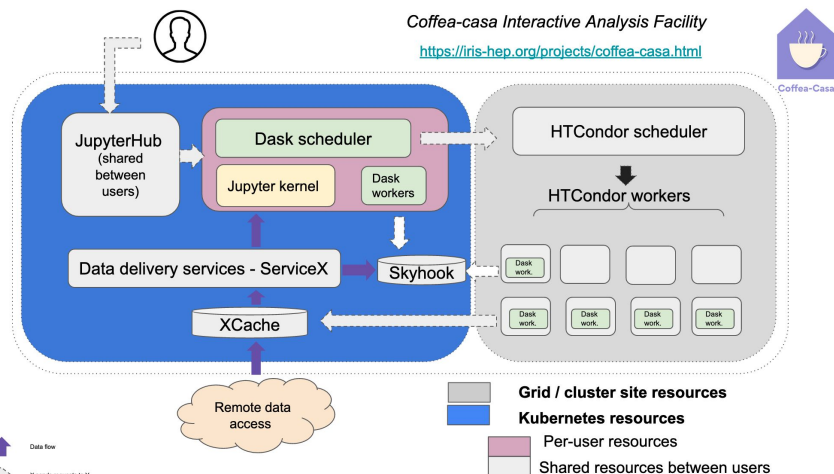 Coffea-casa Interactive Analysis Facility
https://iris-hep.org/projects/coffea-casa.html
Coffea-Casa
JupyterHub
(shared
between
users)
Dask scheduler
Jupyter kernel
Dask
workers
HTCondor scheduler
HTCondor workers
Data delivery services - ServiceX
Skyhook
Dask
work.
XCache
Dask
work.
Dask
work.
Dask
work.
Dask
work.
Remote data
access
Grid / cluster site resources
Kubernetes resources
Per-user resources
Shared resources between users
Data flow